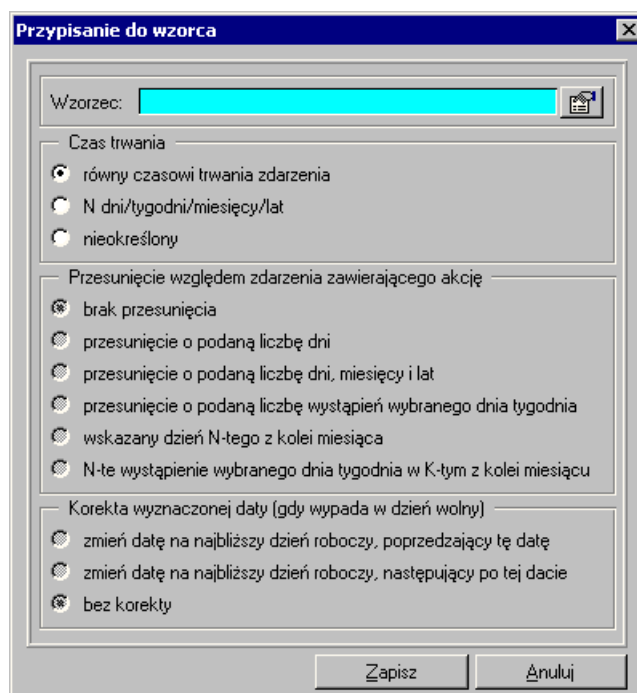 Przypisanie do wzorca
Wzorzec:
Czas trwania
równy czasowi trwania zdarzenia
N dni/tygodni/miesięcy/lat
nieokreślony
Przesunięcie względem zdarzenia zawierającego akcję
brak przesunięcia
przesunięcie o podaną liczbę dni
przesunięcie o podaną liczbę dni, miesięcy i lat
przesunięcie o podaną liczbę wystąpień wybranego dnia tygodnia
wskazany dzień N-tego z kolei miesiąca
N-te wystąpienie wybranego dnia tygodnia w K-tym z kolei miesiącu
Korekta wyznaczonej daty (gdy wypada w dzień wolny)
zmień datę na najbliższy dzień roboczy, poprzedzający tę datę
zmień datę na najbliższy dzień roboczy, następujący po tej dacie
bez korekty
Zapisz Anuluj